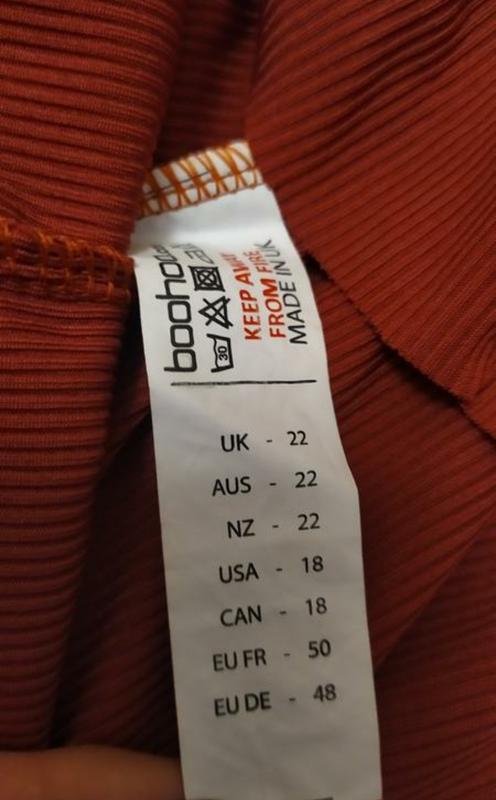 boohoo
30
KEEP AWAY
FROM FIRE
MADE IN UK
UK - 22
AUS - 22
NZ - 22
USA - 18
CAN - 18
EU FR - 50
EU DE - 48